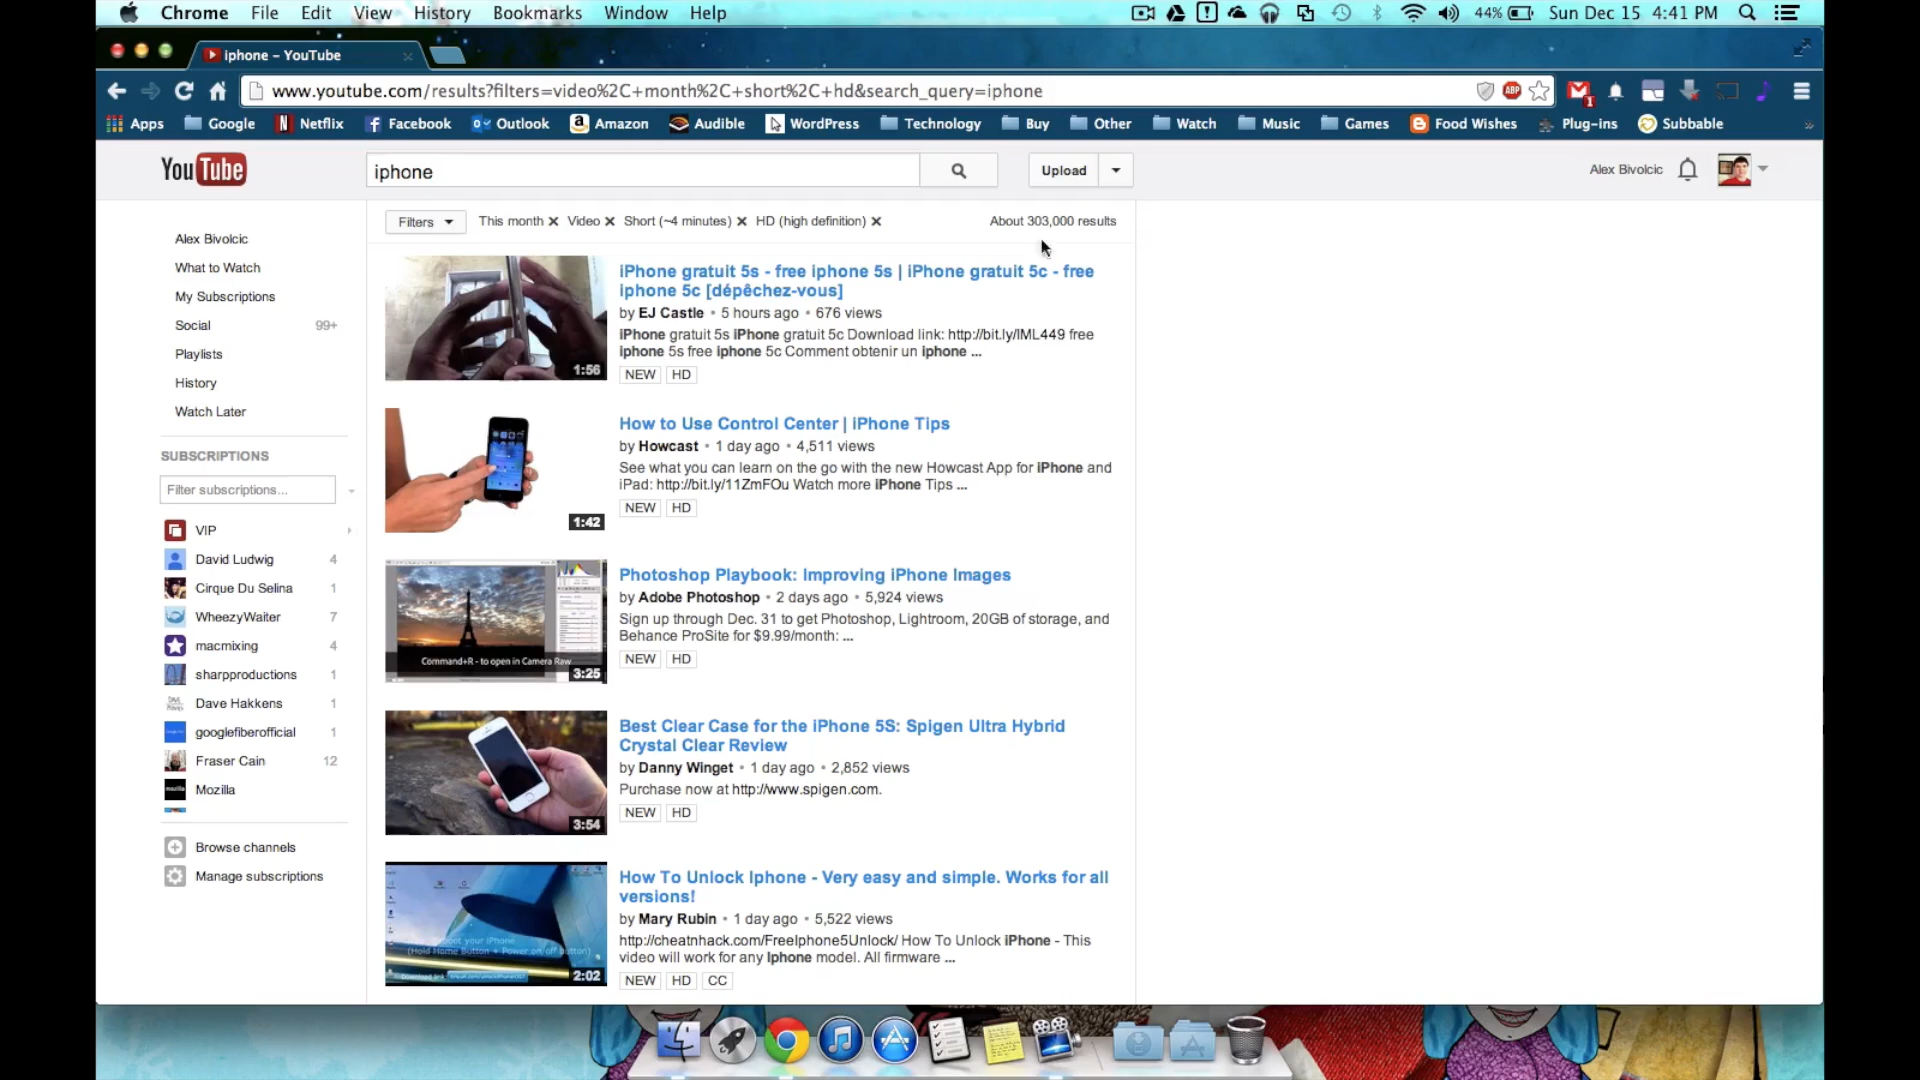 Chrome File Edit View History Bookmarks Window Help 44% Sun Dec 15 4:41 PM
iphone - YouTube
www.youtube.com/results?filters=video%2C+month%2C+short%2C+hd&search_query=iphone ABP 1
Apps Google Netflix Facebook Outlook Amazon Audible WordPress Technology Buy Other Watch Music Games Food Wishes Plug-ins Subbable »
YouTube iphone Upload Alex Bivolcic
Filters This month × Video × Short (~4 minutes) × HD (high definition) × About 303,000 results
Alex Bivolcic
What to Watch
My Subscriptions
Social 99+
Playlists
History
Watch Later
SUBSCRIPTIONS
Filter subscriptions...
VIP
David Ludwig 4
Cirque Du Selina 1
WheezyWaiter 7
macmixing 4
sharpproductions 1
Dave Hakkens 1
googlefiberofficial 1
Fraser Cain 12
mozilla Mozilla
Browse channels
Manage subscriptions
1:56
iPhone gratuit 5s - free iphone 5s | iPhone gratuit 5c - free
iphone 5c [dépêchez-vous]
by EJ Castle • 5 hours ago • 676 views
iPhone gratuit 5s iPhone gratuit 5c Download link: http://bit.ly/IML449 free
iphone 5s free iphone 5c Comment obtenir un iphone ...
NEW HD
1:42
How to Use Control Center | iPhone Tips
by Howcast • 1 day ago • 4,511 views
See what you can learn on the go with the new Howcast App for iPhone and
iPad: http://bit.ly/11ZmFOu Watch more iPhone Tips ...
NEW HD
Command+R - to open in Camera Raw
3:25
Photoshop Playbook: Improving iPhone Images
by Adobe Photoshop • 2 days ago • 5,924 views
Sign up through Dec. 31 to get Photoshop, Lightroom, 20GB of storage, and
Behance ProSite for $9.99/month: ...
NEW HD
3:54
Best Clear Case for the iPhone 5S: Spigen Ultra Hybrid
Crystal Clear Review
by Danny Winget • 1 day ago • 2,852 views
Purchase now at http://www.spigen.com.
NEW HD
boot your iPhone
(Hold Home Button + Power on/off button)
2:02
How To Unlock Iphone - Very easy and simple. Works for all
versions!
by Mary Rubin • 1 day ago • 5,522 views
http://cheatnhack.com/FreeIphone5Unlock/ How To Unlock iPhone - This
video will work for any Iphone model. All firmware ...
NEW HD CC